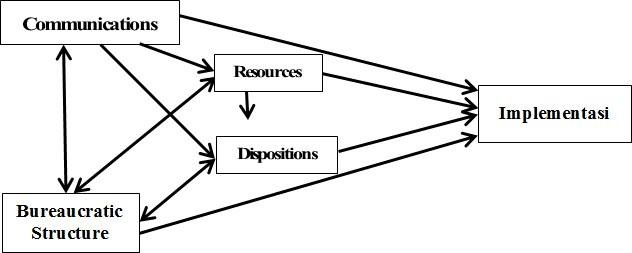 Communications
Resources
Implementasi
Dispositions
Bureaucratic
Structure